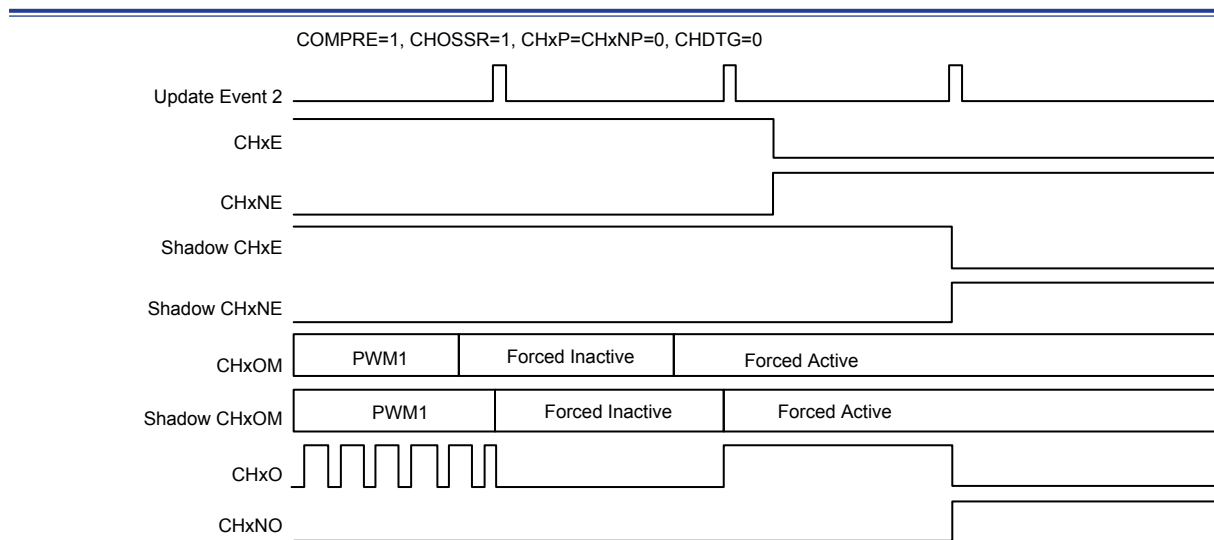 COMPRE=1, CHOSSR=1, CHxP=CHxNP=0, CHDTG=0
Update Event 2
CHxE
CHxNE
Shadow CHxE
Shadow CHxNE
CHxOM PWM1 Forced Inactive Forced Active
Shadow CHxOM PWM1 Forced Inactive Forced Active
CHxO
CHxNO